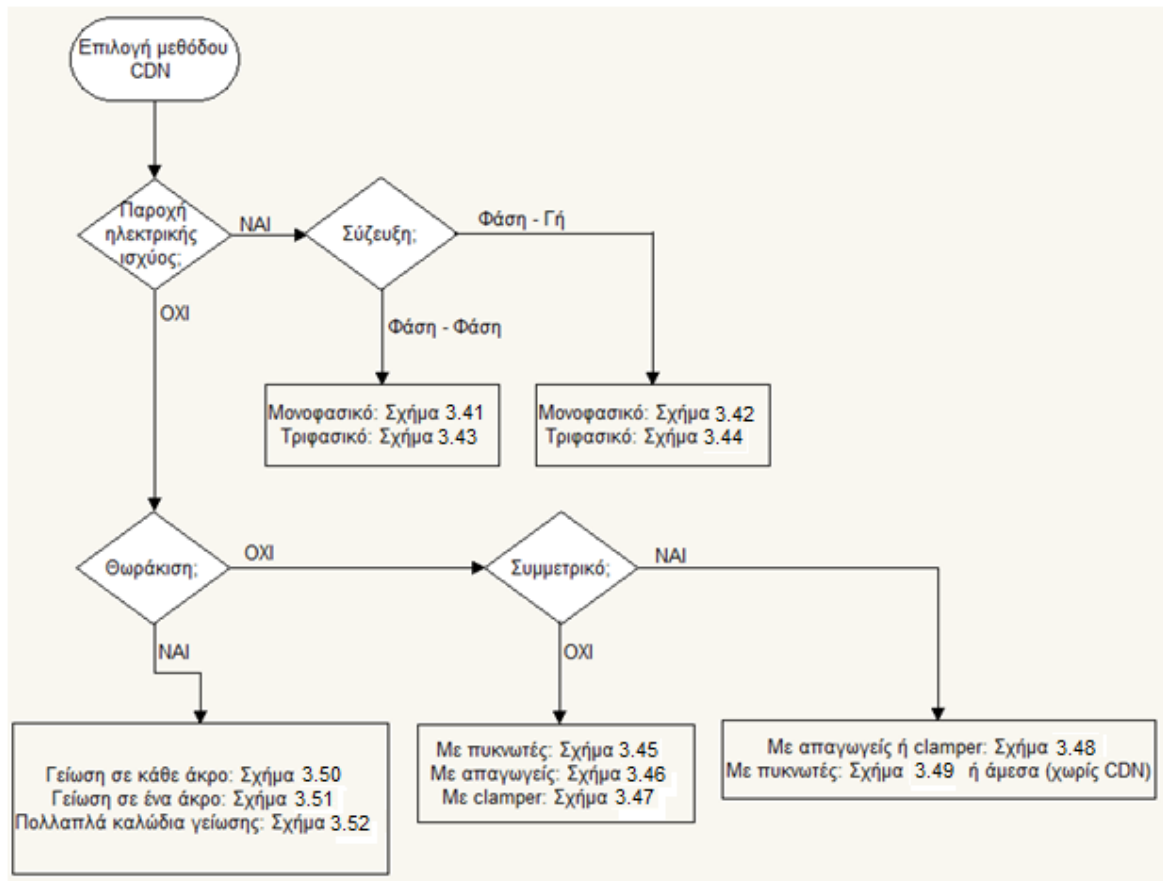 Επιλογή μεθόδου
CDN
Παροχή
ηλεκτρικής
ισχύος;
ΝΑΙ
Σύζευξη;
Φάση - Γή
ΟΧΙ
Φάση - Φάση
Μονοφασικό: Σχήμα 3.41
Τριφασικό: Σχήμα 3.43
Μονοφασικό: Σχήμα 3.42
Τριφασικό: Σχήμα 3.44
Θωράκιση;
ΟΧΙ
Συμμετρικό;
ΝΑΙ
ΝΑΙ
ΟΧΙ
Γείωση σε κάθε άκρο: Σχήμα 3.50
Γείωση σε ένα άκρο: Σχήμα 3.51
Πολλαπλά καλώδια γείωσης: Σχήμα 3.52
Με πυκνωτές: Σχήμα 3.45
Με απαγωγείς: Σχήμα 3.46
Με clamper: Σχήμα 3.47
Με απαγωγείς ή clamper: Σχήμα 3.48
Με πυκνωτές: Σχήμα 3.49 ή άμεσα (χωρίς CDN)